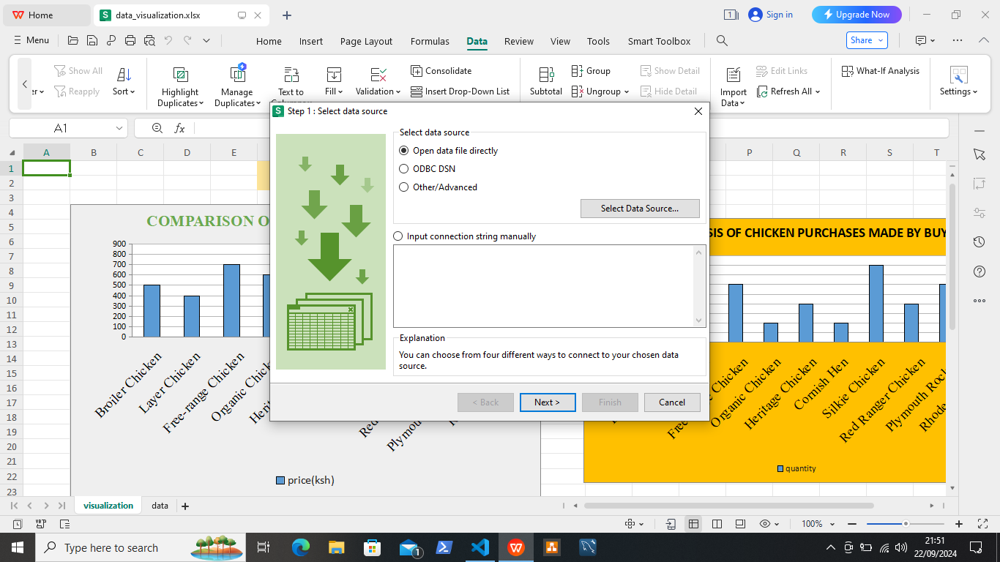 Home
data_visualization.xlsx
1
Sign in
Upgrade Now
Menu
Home Insert Page Layout Formulas Data Review View Tools Smart Toolbox
Share
Show All
Reapply
er
Sort
Highlight Duplicates
Manage Duplicates
Text to
Fill
Validation
Consolidate
Insert Drop-Down List
Subtotal
Group
Ungroup
Show Detail
Hide Detail
Import Data
Edit Links
Refresh All
What-If Analysis
Settings
A1
fx
A B C D E P Q R S T
1
2
3
4
5
6
7
8
9
10
11
12
13
14
15
16
17
18
19
20
21
22
23
COMPARISON O
900
800
700
600
500
400
300
200
100
0
Broiler Chicken
Layer Chicken
Free-range Chicken
Organic Chick
Herit
Red
Plymou
price(ksh)
Step 1 : Select data source
Select data source
Open data file directly
ODBC DSN
Other/Advanced
Select Data Source...
Input connection string manually
Explanation
You can choose from four different ways to connect to your chosen data
source.
< Back
Next >
Finish
Cancel
SIS OF CHICKEN PURCHASES MADE BY BUY
Chicken
Organic Chicken
Heritage Chicken
Cornish Hen
Silkie Chicken
Red Ranger Chicken
Plymouth Roc
Rhode
quantity
visualization
data
100%
Type here to search
1
21:51
22/09/2024